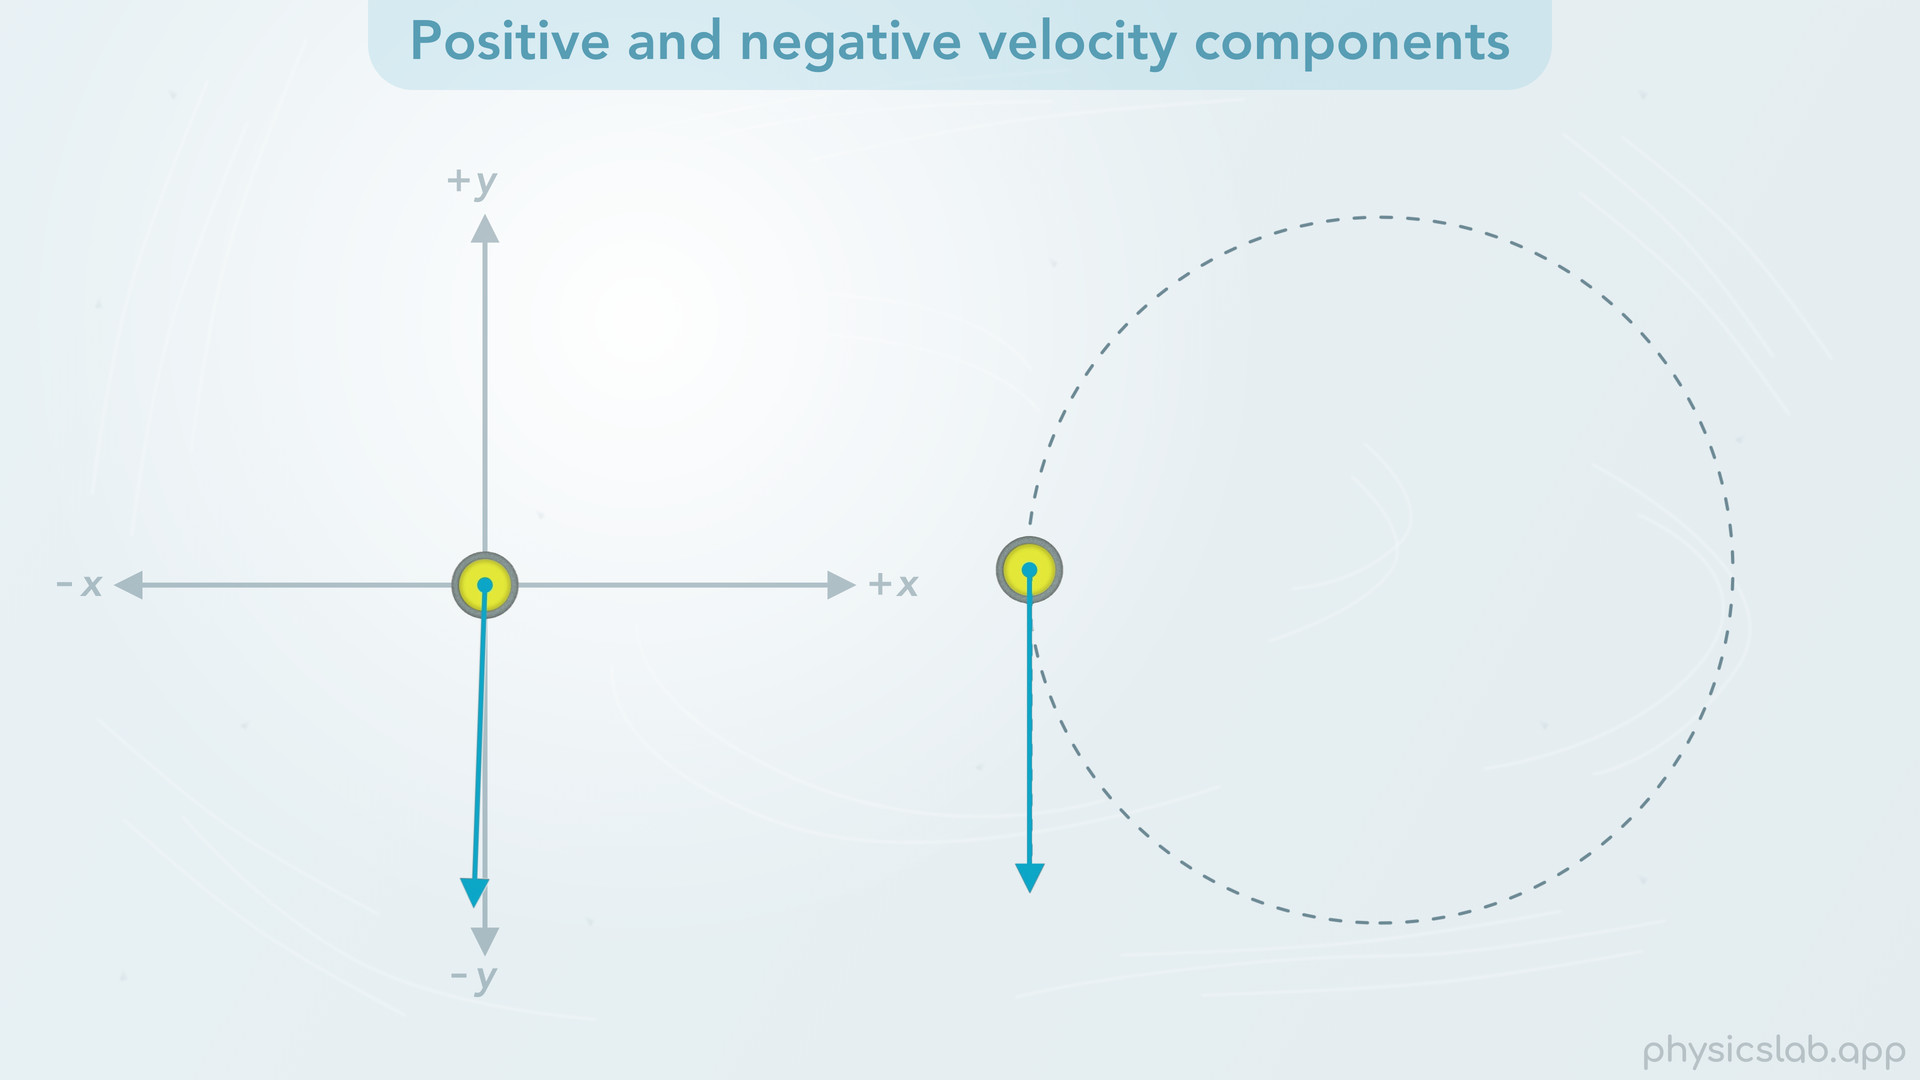 Positive and negative velocity components
+y
-x
+x
-y
physicslab.app